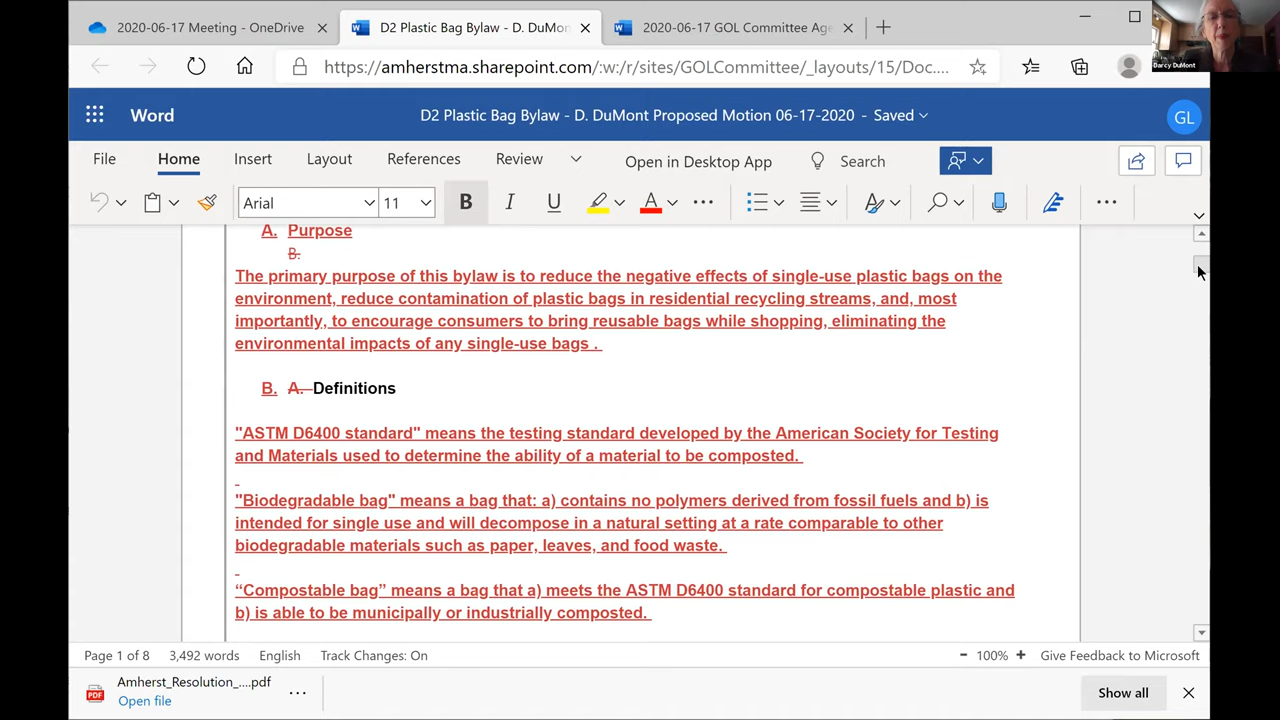 2020-06-17 Meeting - OneDrive
D2 Plastic Bag Bylaw - D. DuMon
2020-06-17 GOL Committee Age
Darcy DuMont
https://amherstma.sharepoint.com/:w:/r/sites/GOLCommittee/_layouts/15/Doc....
Word
D2 Plastic Bag Bylaw - D. DuMont Proposed Motion 06-17-2020 - Saved
GL
File
Home
Insert
Layout
References
Review
Open in Desktop App
Search
Arial
11
B
I
U
A
A. Purpose
B.
The primary purpose of this bylaw is to reduce the negative effects of single-use plastic bags on the
environment, reduce contamination of plastic bags in residential recycling streams, and, most
importantly, to encourage consumers to bring reusable bags while shopping, eliminating the
environmental impacts of any single-use bags .
B. A. Definitions
"ASTM D6400 standard" means the testing standard developed by the American Society for Testing
and Materials used to determine the ability of a material to be composted.
"Biodegradable bag" means a bag that: a) contains no polymers derived from fossil fuels and b) is
intended for single use and will decompose in a natural setting at a rate comparable to other
biodegradable materials such as paper, leaves, and food waste.
“Compostable bag” means a bag that a) meets the ASTM D6400 standard for compostable plastic and
b) is able to be municipally or industrially composted.
Page 1 of 8
3,492 words
English
Track Changes: On
100%
Give Feedback to Microsoft
PDF
Amherst_Resolution_....pdf
Open file
Show all